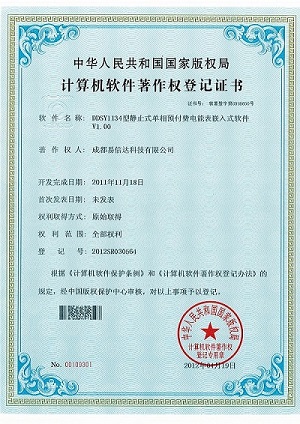 中华人民共和国国家版权局
计算机软件著作权登记证书
证书号：
软件名称： DDSY1134型静止式单相预付费电能表嵌入式软件
V1.00
著作权人： 成都易信达科技有限公司
开发完成日期： 2011年11月18日
首次发表日期： 未发表
权利取得方式： 原始取得
权利范围： 全部权利
登记号： 2012SR030664
根据《计算机软件保护条例》和《计算机软件著作权登记办法》的
规定，经中国版权保护中心审核，对以上事项予以登记。
中华人民共和国国家版权局
计算机软件著作权
登记专用章
No. 00109301
2012年04月19日